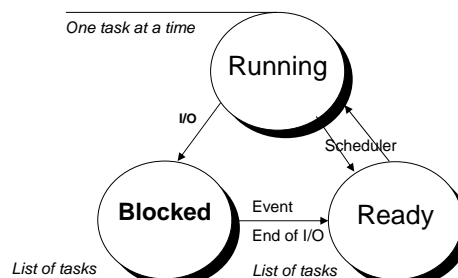 One task at a time
Running
I/O
Scheduler
Blocked
Event
Ready
End of I/O
List of tasks
List of tasks